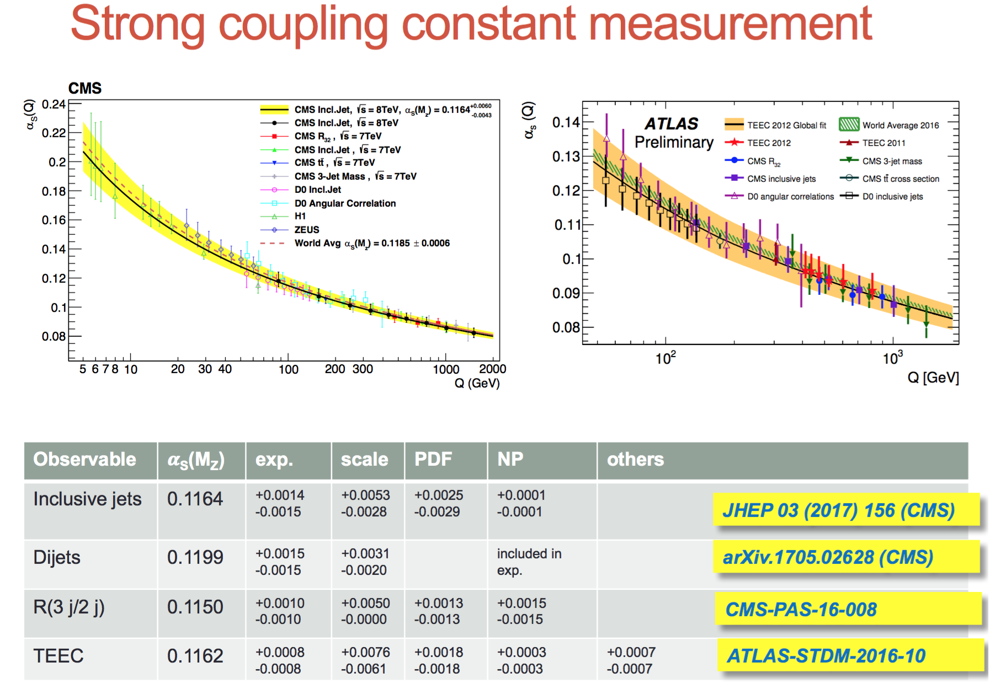 Strong coupling constant measurement
CMS
αs(Q)
0.24
0.22
0.2
0.18
0.16
0.14
0.12
0.1
0.08
5 6 7 8 10 20 30 40 100 200 300 1000 2000
Q (GeV)
CMS Incl.Jet, √s = 8TeV, αs(Mz) = 0.1164 +0.0060 -0.0043
CMS Incl.Jet, √s = 8TeV
CMS R32 , √s = 7TeV
CMS Incl.Jet , √s = 7TeV
CMS tt̄ , √s = 7TeV
CMS 3-Jet Mass , √s = 7TeV
D0 Incl.Jet
D0 Angular Correlation
H1
ZEUS
World Avg αs(Mz) = 0.1185 ± 0.0006
αs (Q)
0.14
0.13
0.12
0.11
0.1
0.09
0.08
10² 10³
Q [GeV]
ATLAS
Preliminary
TEEC 2012 Global fit World Average 2016
TEEC 2012 TEEC 2011
CMS R32 CMS 3-jet mass
CMS inclusive jets CMS tt̄ cross section
D0 angular correlations D0 inclusive jets
Observable αs(Mz) exp. scale PDF NP others
Inclusive jets 0.1164 +0.0014 +0.0053 +0.0025 +0.0001
-0.0015 -0.0028 -0.0029 -0.0001
JHEP 03 (2017) 156 (CMS)
Dijets 0.1199 +0.0015 +0.0031 included in
-0.0015 -0.0020 exp.
arXiv.1705.02628 (CMS)
R(3 j/2 j) 0.1150 +0.0010 +0.0050 +0.0013 +0.0015
-0.0010 -0.0000 -0.0013 -0.0015
CMS-PAS-16-008
TEEC 0.1162 +0.0008 +0.0076 +0.0018 +0.0003 +0.0007
-0.0008 -0.0061 -0.0018 -0.0003 -0.0007
ATLAS-STDM-2016-10